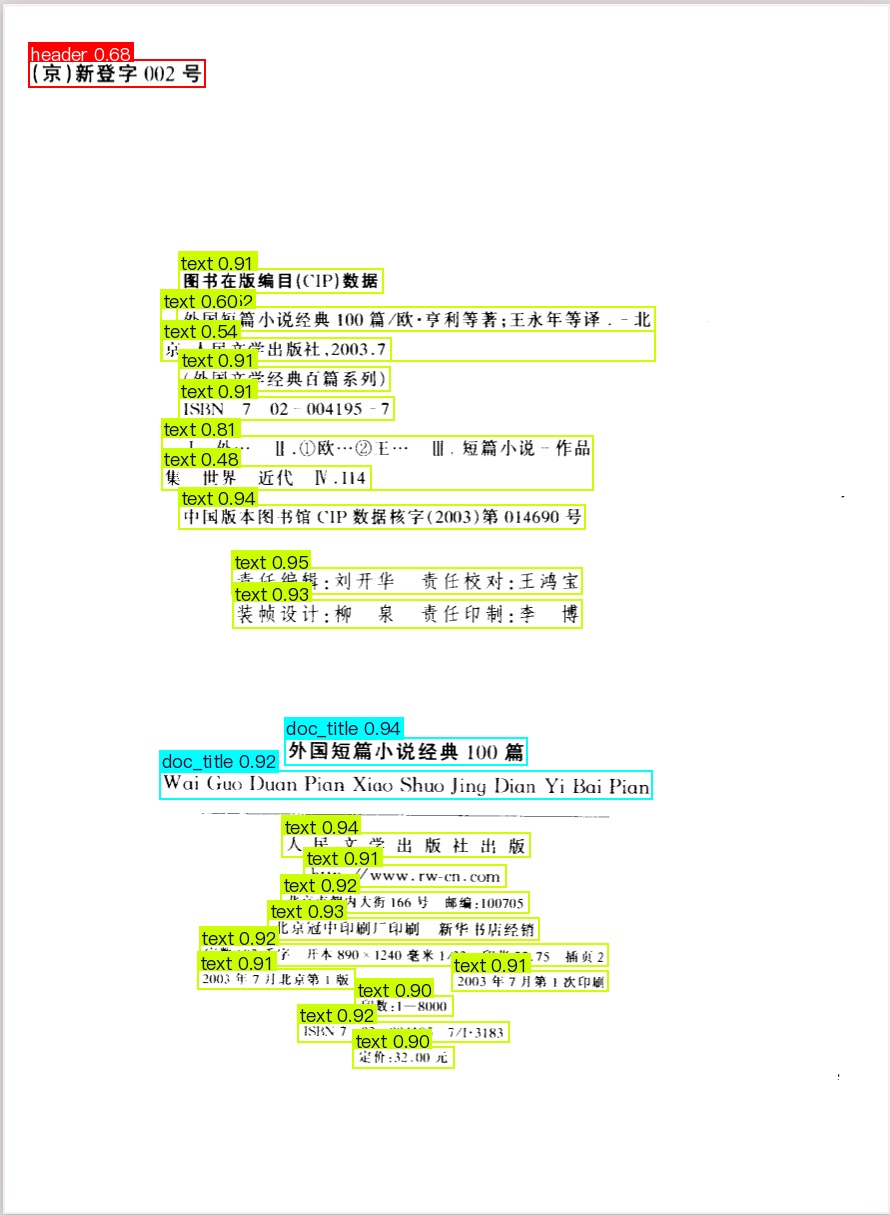 header 0.68
(京)新登字 002 号
text 0.91
图书在版编目(CIP)数据
text 0.60
外国短篇小说经典 100 篇/欧·亨利等著;王永年等译．-北
text 0.54
京 人民文学出版社,2003.7
text 0.91
(外国文学经典百篇系列)
text 0.91
ISBN 7 02-004195-7
text 0.81
Ⅱ.①欧…②王… Ⅲ．短篇小说-作品
text 0.48
集 世界 近代 Ⅳ.I14
text 0.94
中国版本图书馆 CIP 数据核字(2003)第 014690 号
text 0.95
责任编辑:刘开华 责任校对:王鸿宝
text 0.93
装帧设计:柳 泉 责任印制:李 博
doc_title 0.94
外国短篇小说经典 100 篇
doc_title 0.92
Wai Guo Duan Pian Xiao Shuo Jing Dian Yi Bai Pian
text 0.94
人民文学出版社出版
text 0.91
//www.rw-cn.com
text 0.92
内大街 166 号 邮编:100705
text 0.93
北京冠中印刷厂印刷 新华书店经销
text 0.92
字 开本 890×1240 毫米 .75 插页 2
text 0.91
2003 年 7 月北京第 1 版
text 0.91
2003 年 7 月第 1 次印刷
text 0.90
数:1—8000
text 0.92
ISBN 7 7/I·3183
text 0.90
定价:32.00 元